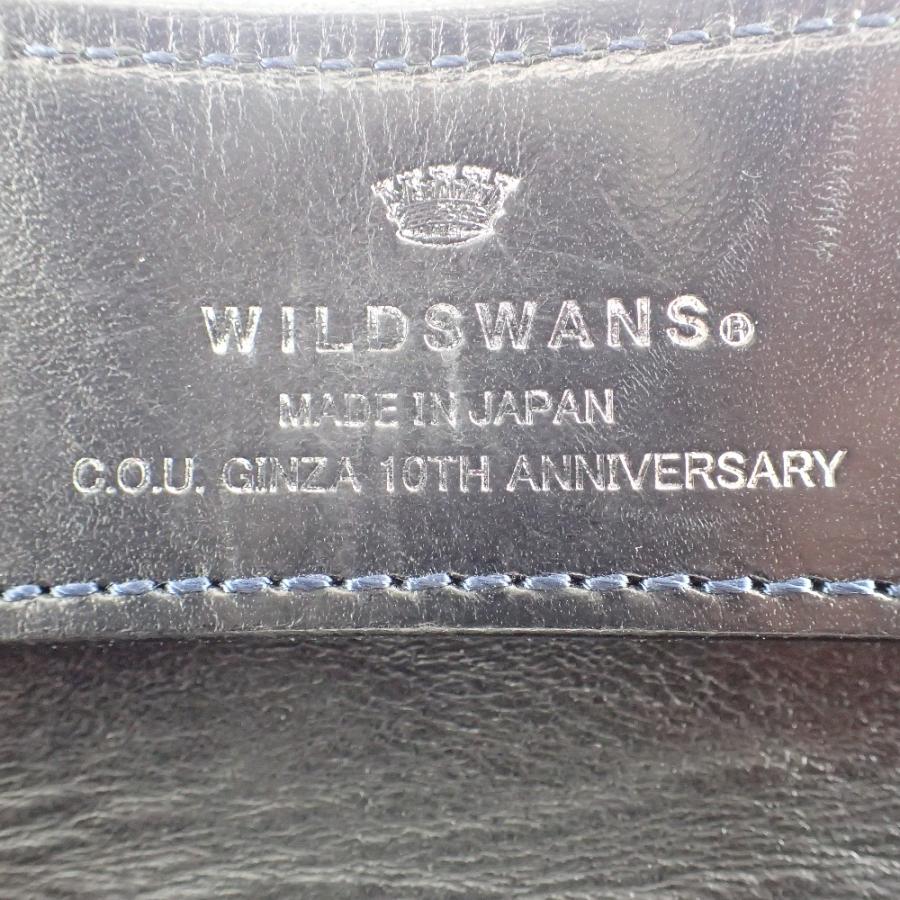 WILDSWANS®
MADE IN JAPAN
C.O.U. GINZA 10TH ANNIVERSARY